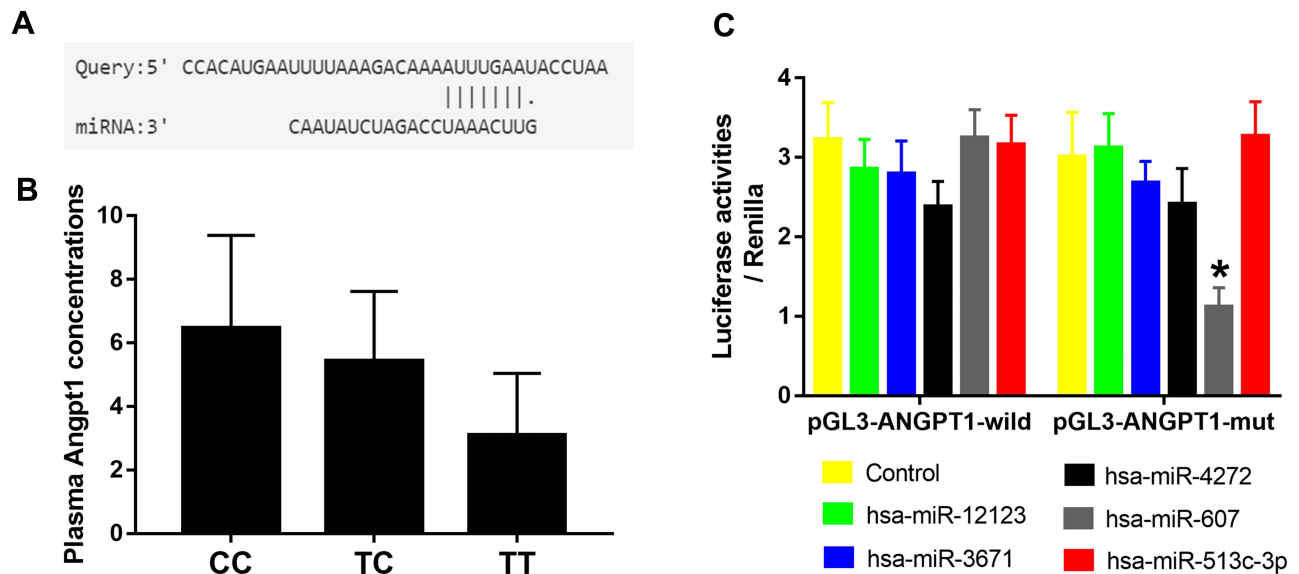 A
Query:5' CCACAUGAAUUUUAAAGACAAAAUUUGAAUACCUAA
|||||||.
miRNA:3' CAAUAUCUAGACCUAAACUUG
B
Plasma Angpt1 concentrations
10
8
6
4
2
0
CC TC TT
C
Luciferase activities
/ Renilla
4
3
2
1
0
*
pGL3-ANGPT1-wild pGL3-ANGPT1-mut
Control
hsa-miR-12123
hsa-miR-3671
hsa-miR-4272
hsa-miR-607
hsa-miR-513c-3p